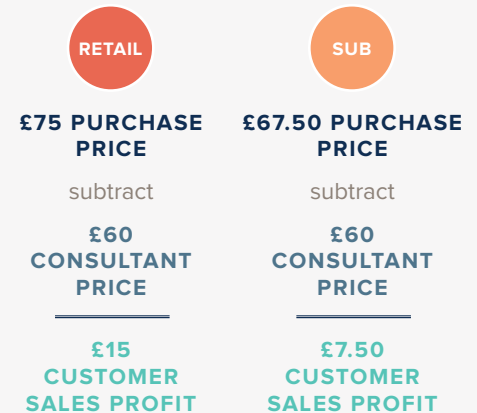 RETAIL
£75 PURCHASE
PRICE
subtract
£60
CONSULTANT
PRICE
£15
CUSTOMER
SALES PROFIT
SUB
£67.50 PURCHASE
PRICE
subtract
£60
CONSULTANT
PRICE
£7.50
CUSTOMER
SALES PROFIT